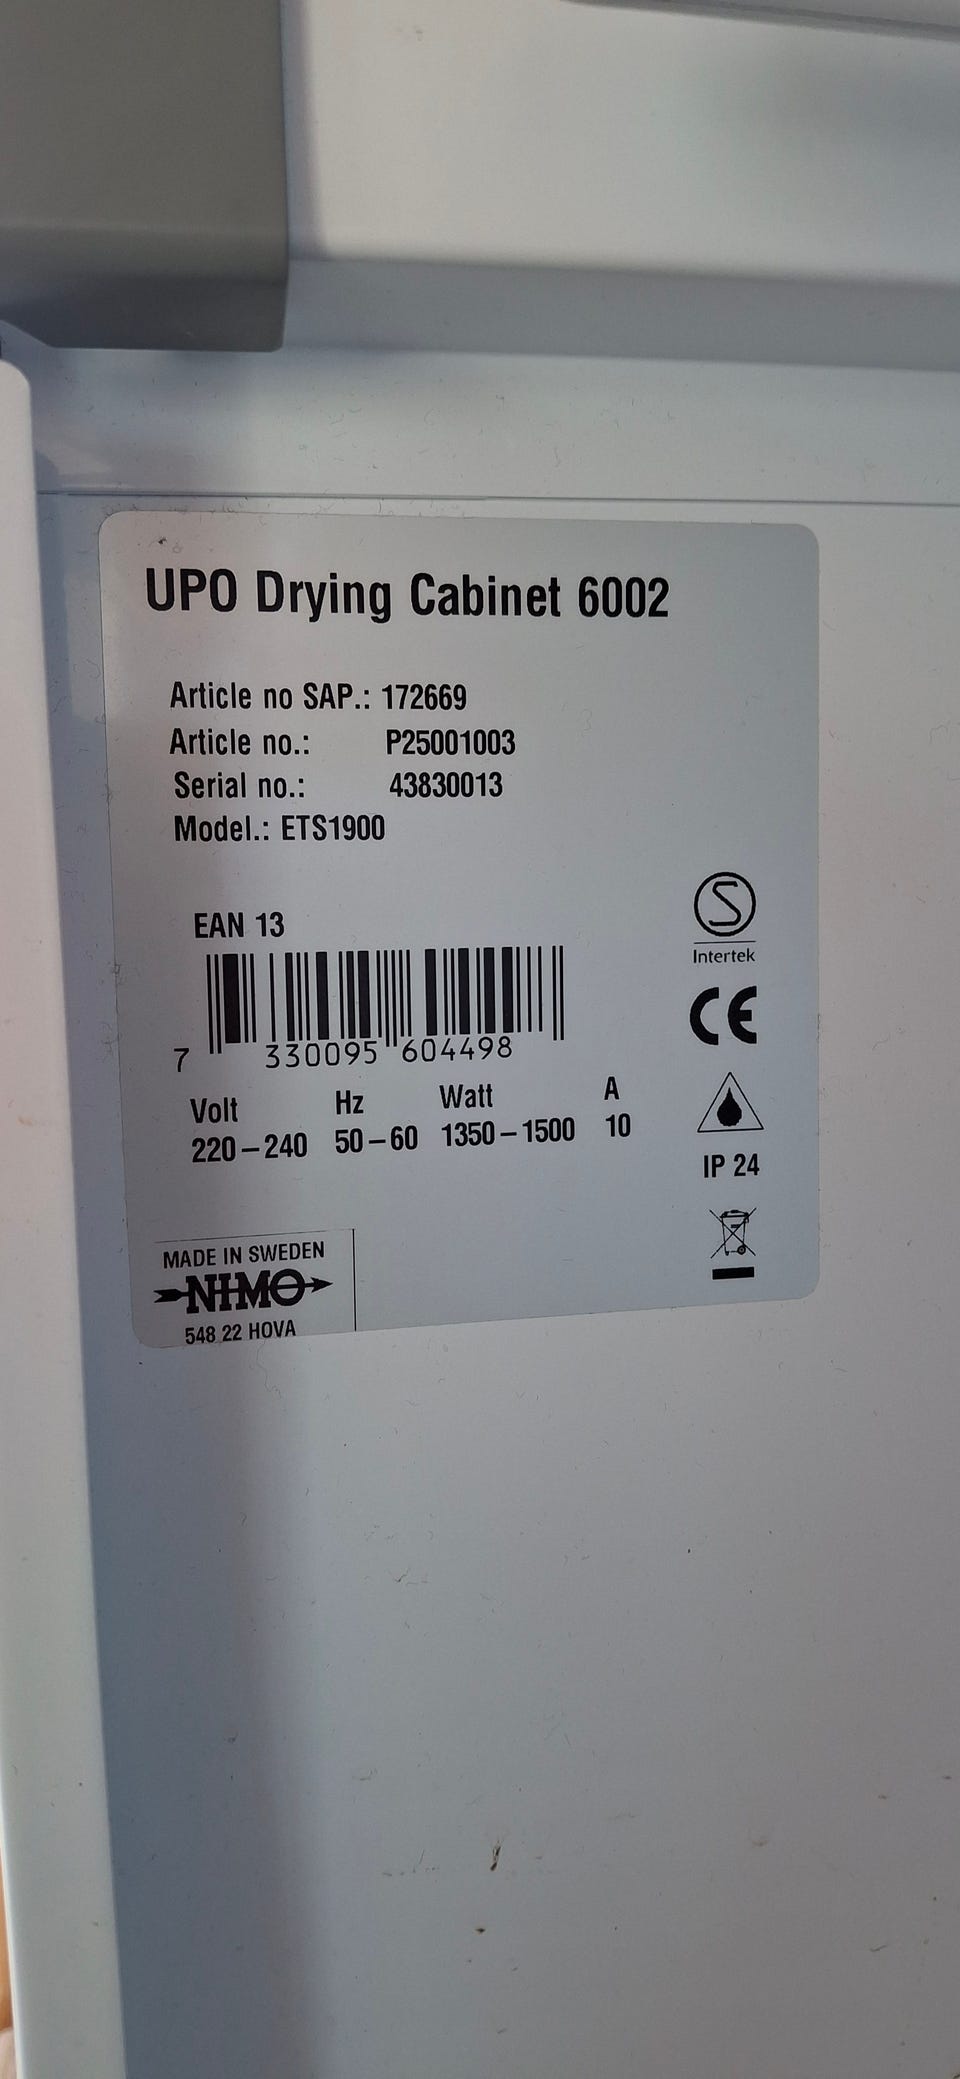 UPO Drying Cabinet 6002
Article no SAP.: 172669
Article no.: P25001003
Serial no.: 43830013
Model.: ETS1900
EAN 13
7 330095 604498
Volt Hz Watt A
220–240 50–60 1350–1500 10
S
Intertek
CE
IP 24
MADE IN SWEDEN
NIMO
548 22 HOVA